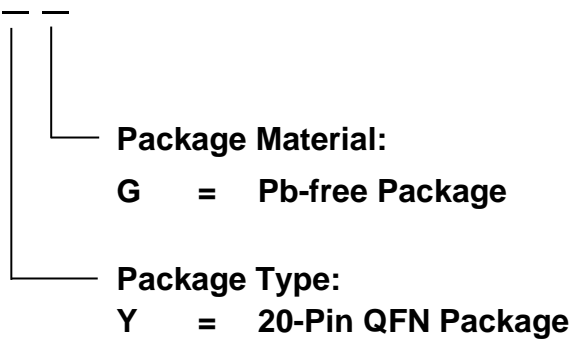 Package Material:
G = Pb-free Package
Package Type:
Y = 20-Pin QFN Package